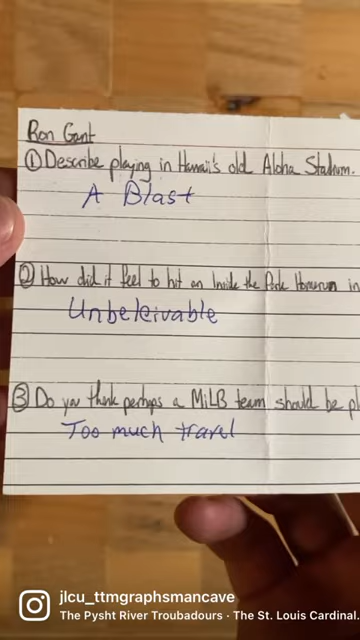 Ron Gant
① Describe playing in Hawaii's old Aloha Stadium.
A Blast
② How did it feel to hit an Inside the Park Homerun in
Unbeleivable
③ Do you think perhaps a MiLB team should be pl
Too much travel
jlcu_ttmgraphsmancave
The Pysht River Troubadours · The St. Louis Cardinal.